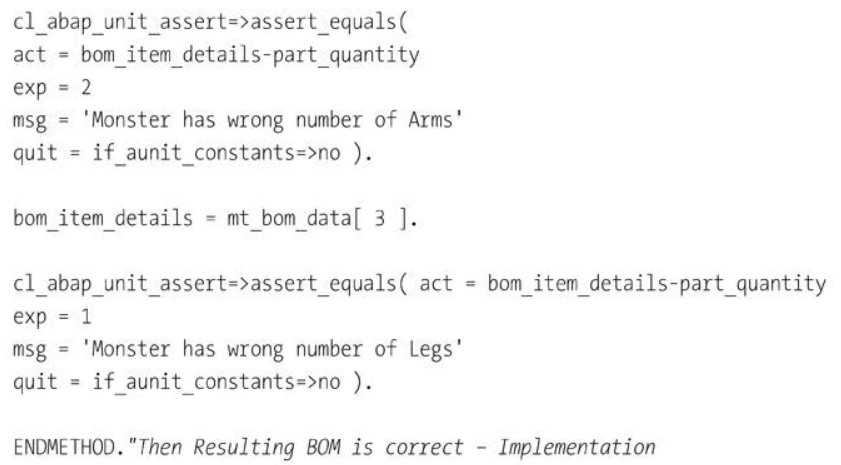 cl_abap_unit_assert=>assert_equals(
act = bom_item_details-part_quantity
exp = 2
msg = 'Monster has wrong number of Arms'
quit = if_aunit_constants=>no ).
bom_item_details = mt_bom_data[ 3 ].
cl_abap_unit_assert=>assert_equals( act = bom_item_details-part_quantity
exp = 1
msg = 'Monster has wrong number of Legs'
quit = if_aunit_constants=>no ).
ENDMETHOD."Then Resulting BOM is correct – Implementation